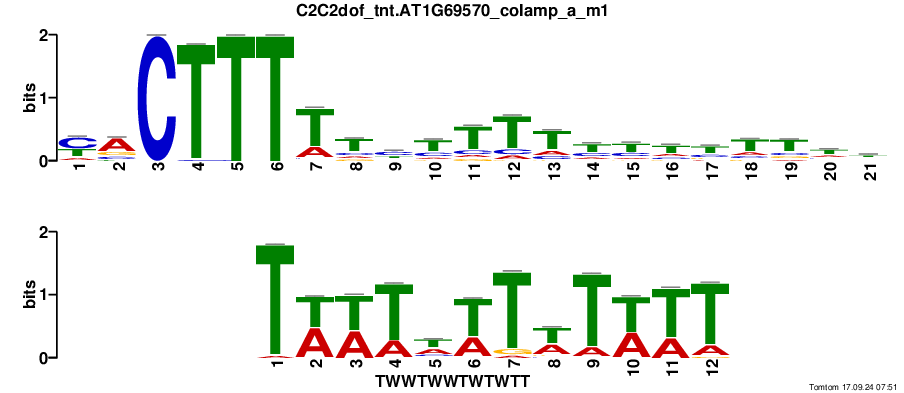 C2C2dof_tnt.AT1G69570_colamp_a_m1
bits
2
1
0
1 2 3 4 5 6 7 8 9 10 11 12 13 14 15 16 17 18 19 20 21
bits
2
1
0
1 2 3 4 5 6 7 8 9 10 11 12
TWWTWWTWTWTT
Tomtom 17.09.24 07:51